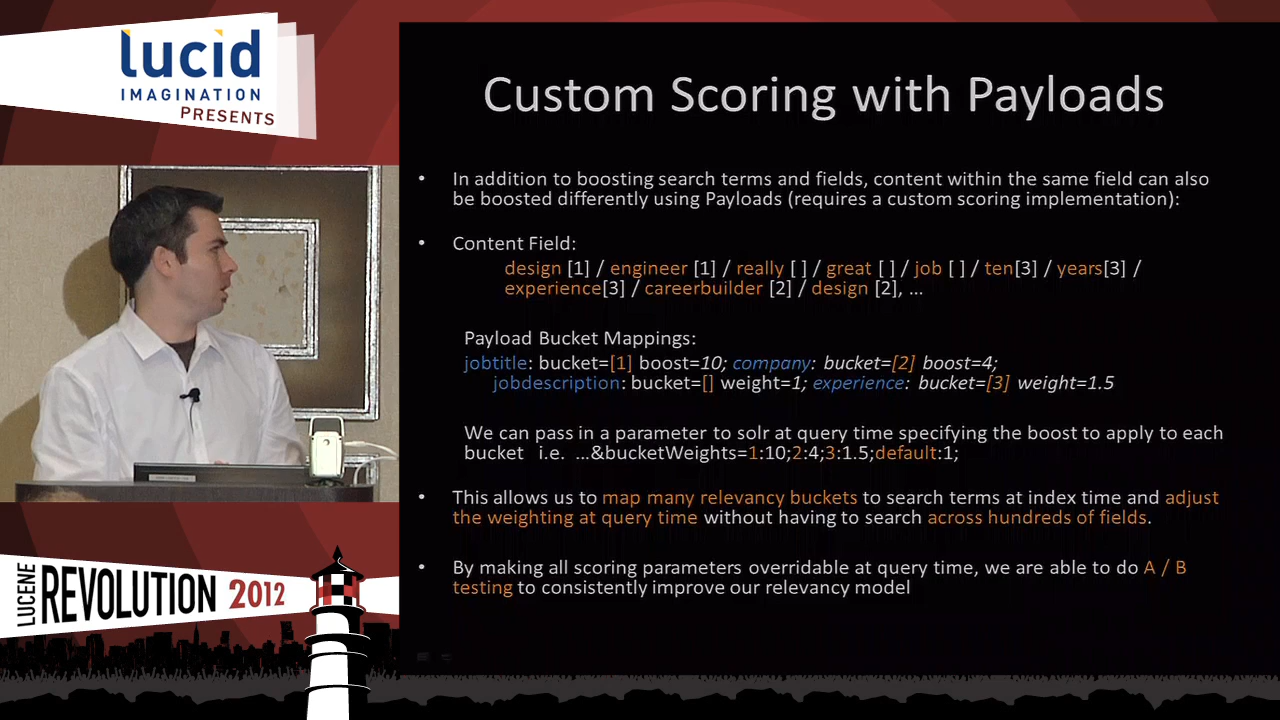 lucid
IMAGINATION
PRESENTS
Custom Scoring with Payloads
• In addition to boosting search terms and fields, content within the same field can also
be boosted differently using Payloads (requires a custom scoring implementation):
• Content Field:
design [1] / engineer [1] / really [ ] / great [ ] / job [ ] / ten[3] / years[3] /
experience[3] / careerbuilder [2] / design [2], ...
Payload Bucket Mappings:
jobtitle: bucket=[1] boost=10; company: bucket=[2] boost=4;
jobdescription: bucket=[] weight=1; experience: bucket=[3] weight=1.5
We can pass in a parameter to solr at query time specifying the boost to apply to each
bucket i.e. ...&bucketWeights=1:10;2:4;3:1.5;default:1;
• This allows us to map many relevancy buckets to search terms at index time and adjust
the weighting at query time without having to search across hundreds of fields.
• By making all scoring parameters overridable at query time, we are able to do A / B
testing to consistently improve our relevancy model
LUCENE
REVOLUTION 2012